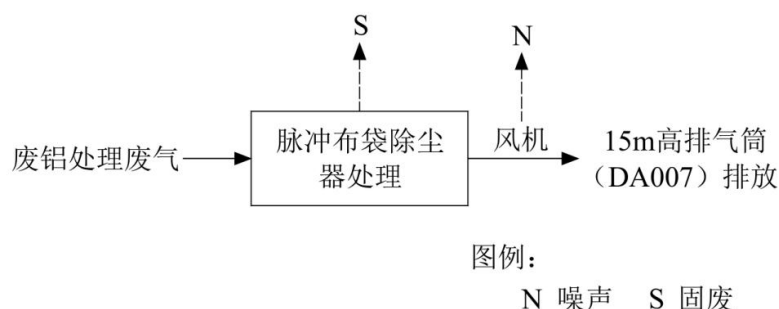 S
N
废铝处理废气
脉冲布袋除尘
器处理
风机
15m高排气筒
（DA007）排放
图例：
N 噪声 S 固废